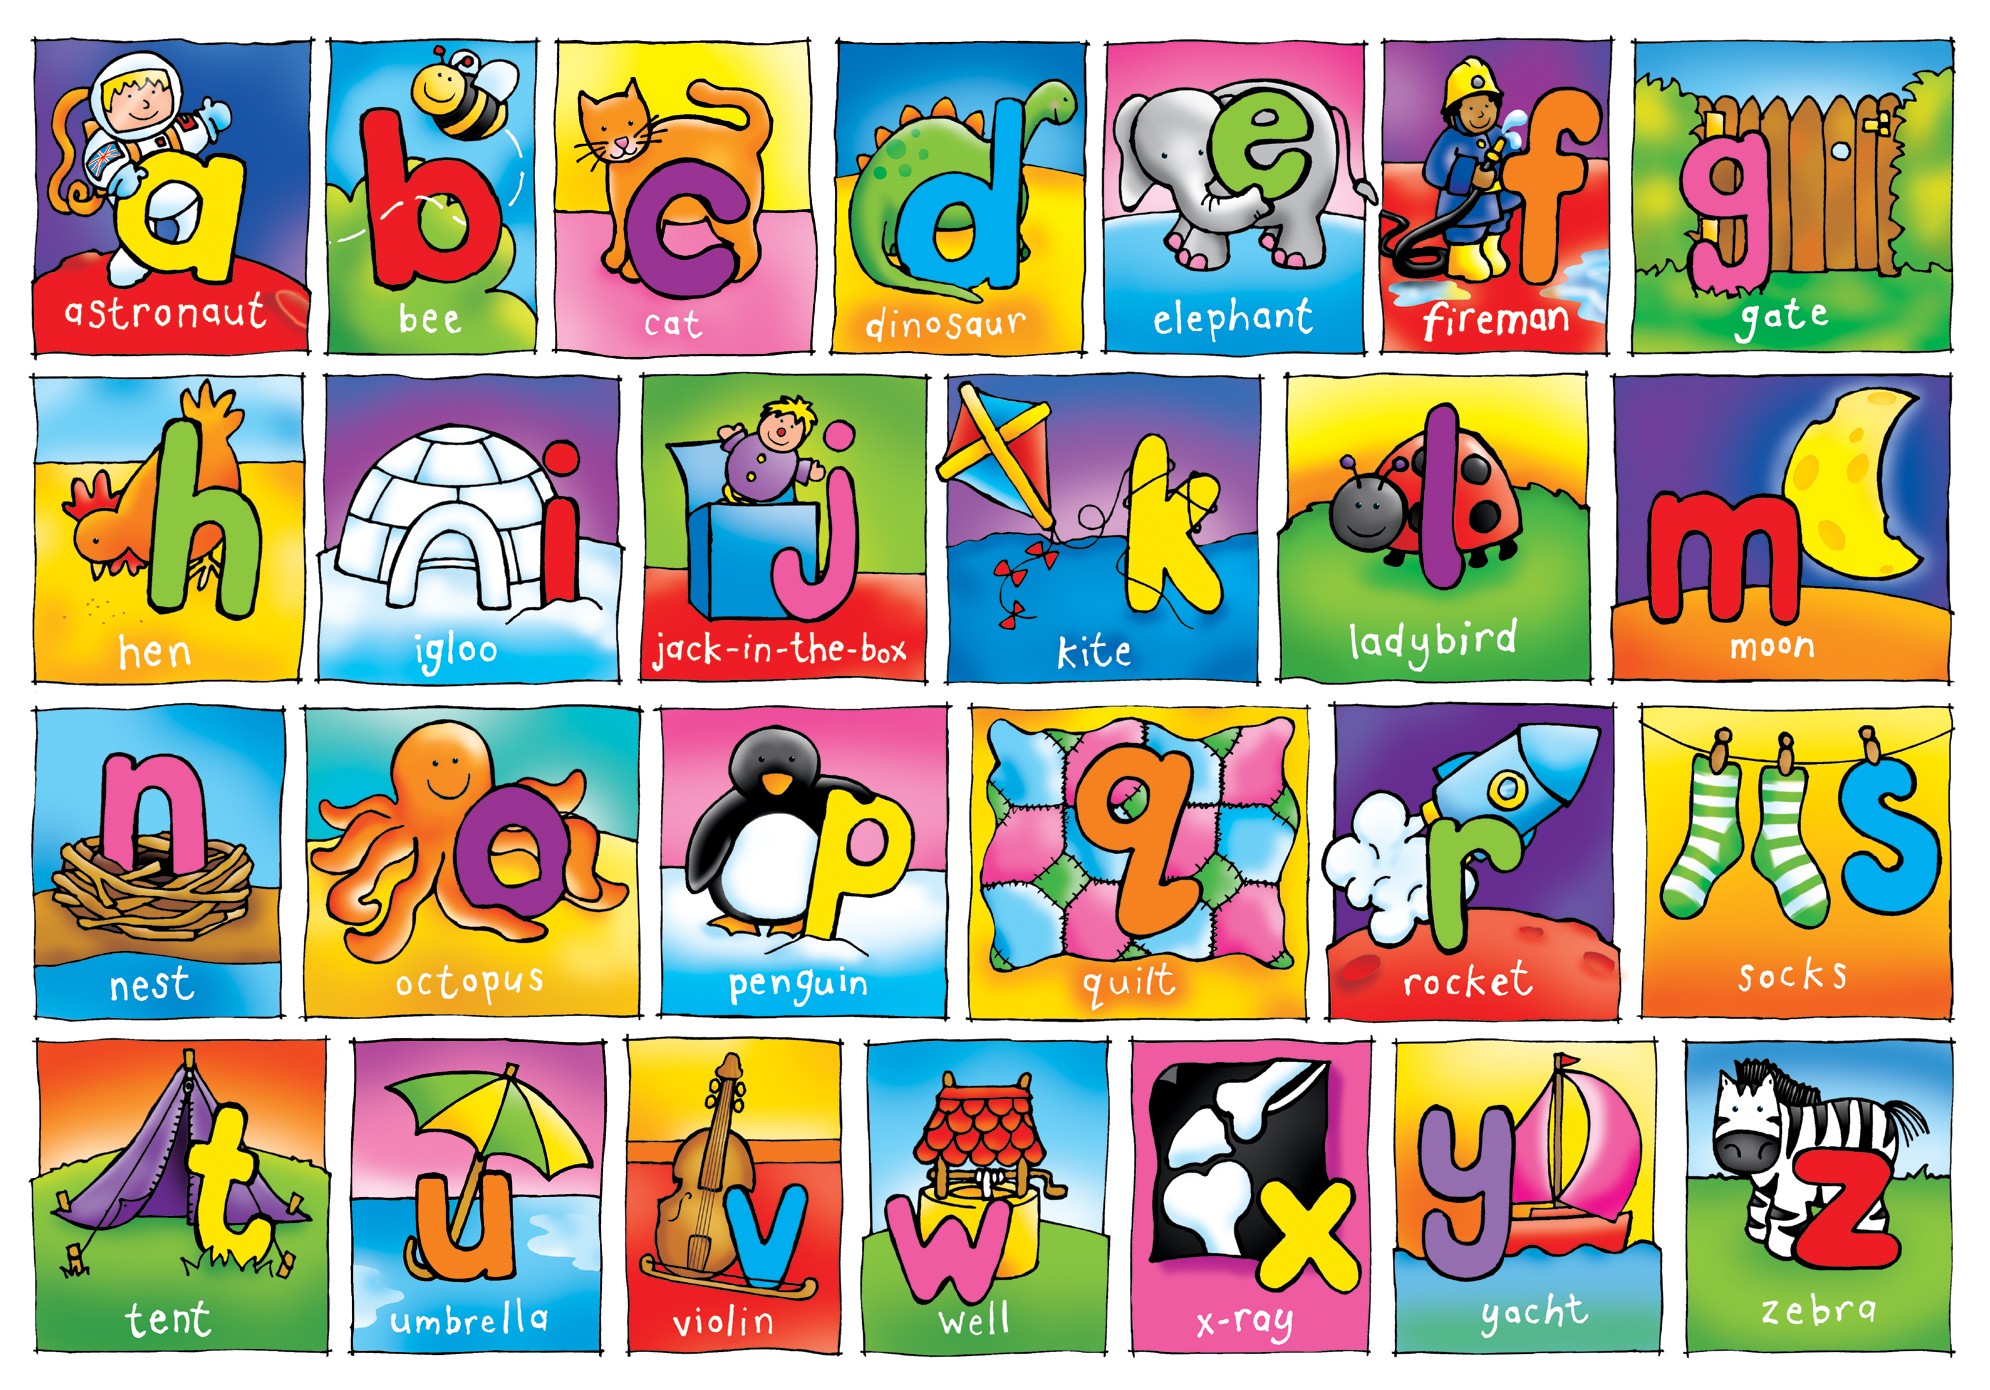 a
astronaut
b
bee
c
cat
d
dinosaur
e
elephant
f
fireman
g
gate
h
hen
i
igloo
j
jack-in-the-box
k
kite
l
ladybird
m
moon
n
nest
o
octopus
p
penguin
q
quilt
r
rocket
s
socks
t
tent
u
umbrella
v
violin
w
well
x
x-ray
y
yacht
z
zebra